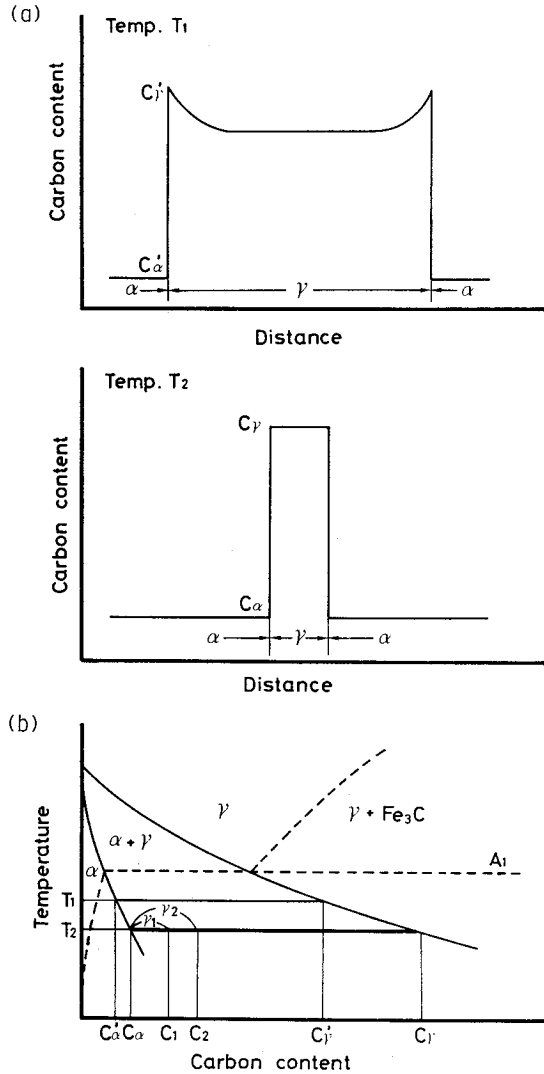 (a)
Temp. T₁
Carbon content
Cγ'
Cα'
α γ α
Distance
Temp. T₂
Carbon content
Cγ
Cα
α γ α
Distance
(b)
Temperature
γ
γ + Fe₃C
α + γ
A₁
α
T₁
γ₂
γ₁
T₂
Cα' Cα C₁ C₂ Cγ' Cγ
Carbon content